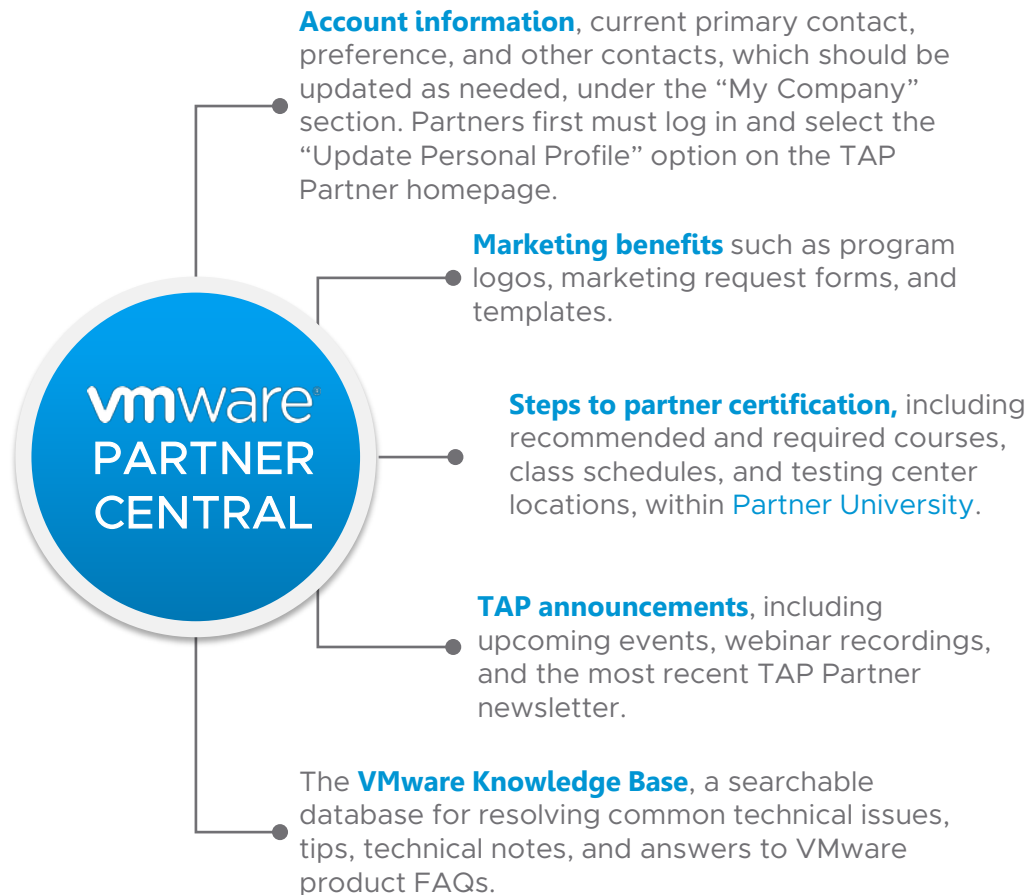 Account information, current primary contact,
preference, and other contacts, which should be
updated as needed, under the “My Company”
section. Partners first must log in and select the
“Update Personal Profile” option on the TAP
Partner homepage.
Marketing benefits such as program
logos, marketing request forms, and
templates.
vmware®
PARTNER
CENTRAL
Steps to partner certification, including
recommended and required courses,
class schedules, and testing center
locations, within Partner University.
TAP announcements, including
upcoming events, webinar recordings,
and the most recent TAP Partner
newsletter.
The VMware Knowledge Base, a searchable
database for resolving common technical issues,
tips, technical notes, and answers to VMware
product FAQs.